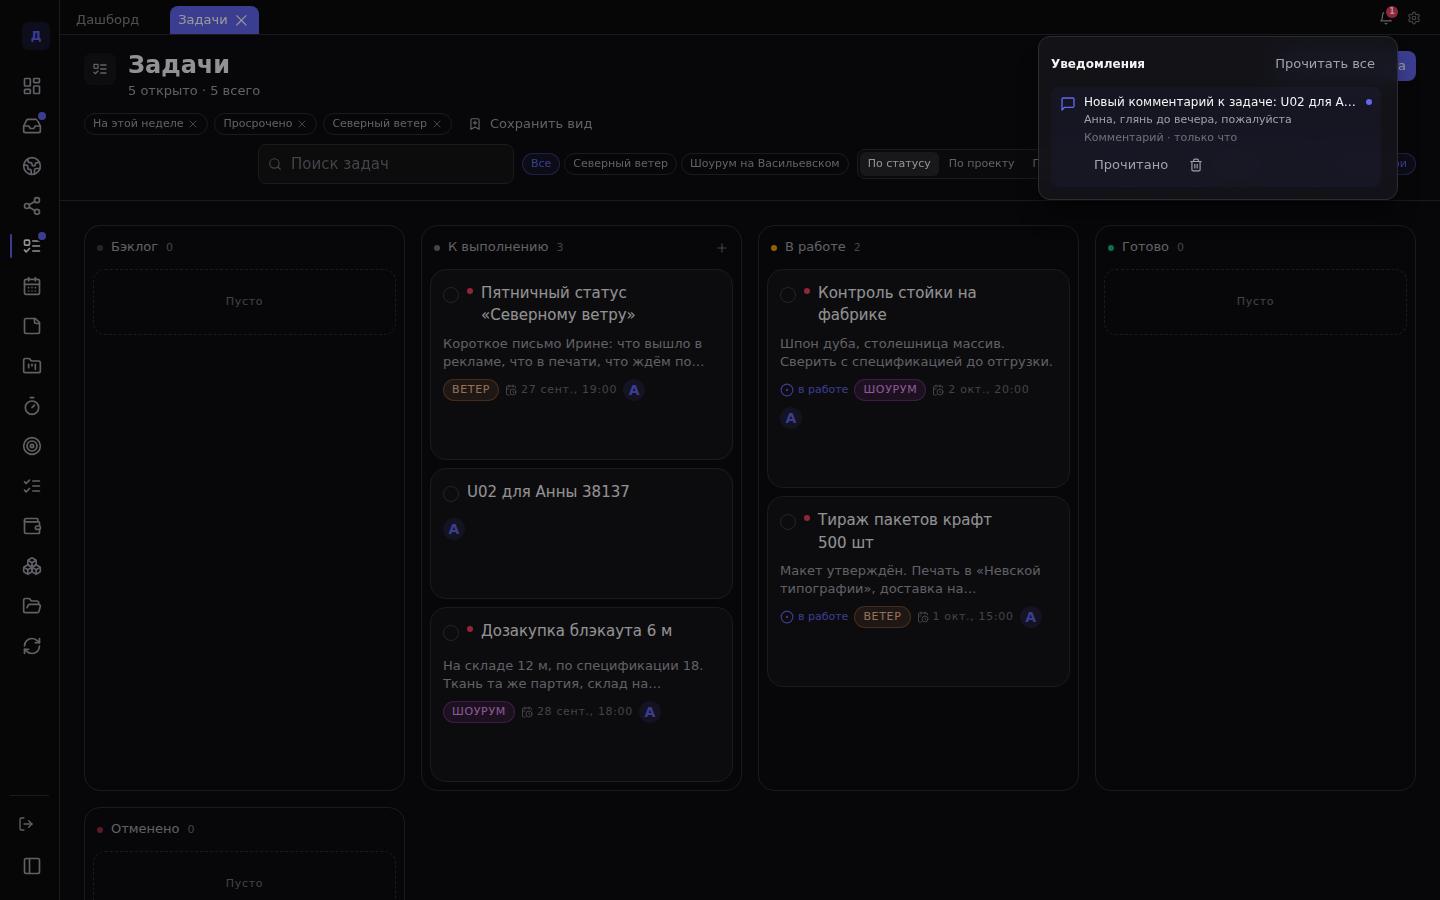 Дашборд
Задачи
1
Д
Задачи
5 открыто · 5 всего
Уведомления
Прочитать все
Новый комментарий к задаче: U02 для А…
Анна, глянь до вечера, пожалуйста
Комментарий · только что
Прочитано
На этой неделе
Просрочено
Северный ветер
Сохранить вид
Поиск задач
Все
Северный ветер
Шоурум на Васильевском
По статусу
По проекту
Бэклог 0
Пусто
К выполнению 3
Пятничный статус
«Северному ветру»
Короткое письмо Ирине: что вышло в
рекламе, что в печати, что ждём по…
ВЕТЕР
27 сент., 19:00
А
U02 для Анны 38137
А
Дозакупка блэкаута 6 м
На складе 12 м, по спецификации 18.
Ткань та же партия, склад на…
ШОУРУМ
28 сент., 18:00
А
В работе 2
Контроль стойки на
фабрике
Шпон дуба, столешница массив.
Сверить с спецификацией до отгрузки.
в работе
ШОУРУМ
2 окт., 20:00
А
Тираж пакетов крафт
500 шт
Макет утверждён. Печать в «Невской
типографии», доставка на…
в работе
ВЕТЕР
1 окт., 15:00
А
Готово 0
Пусто
Отменено 0
Пусто